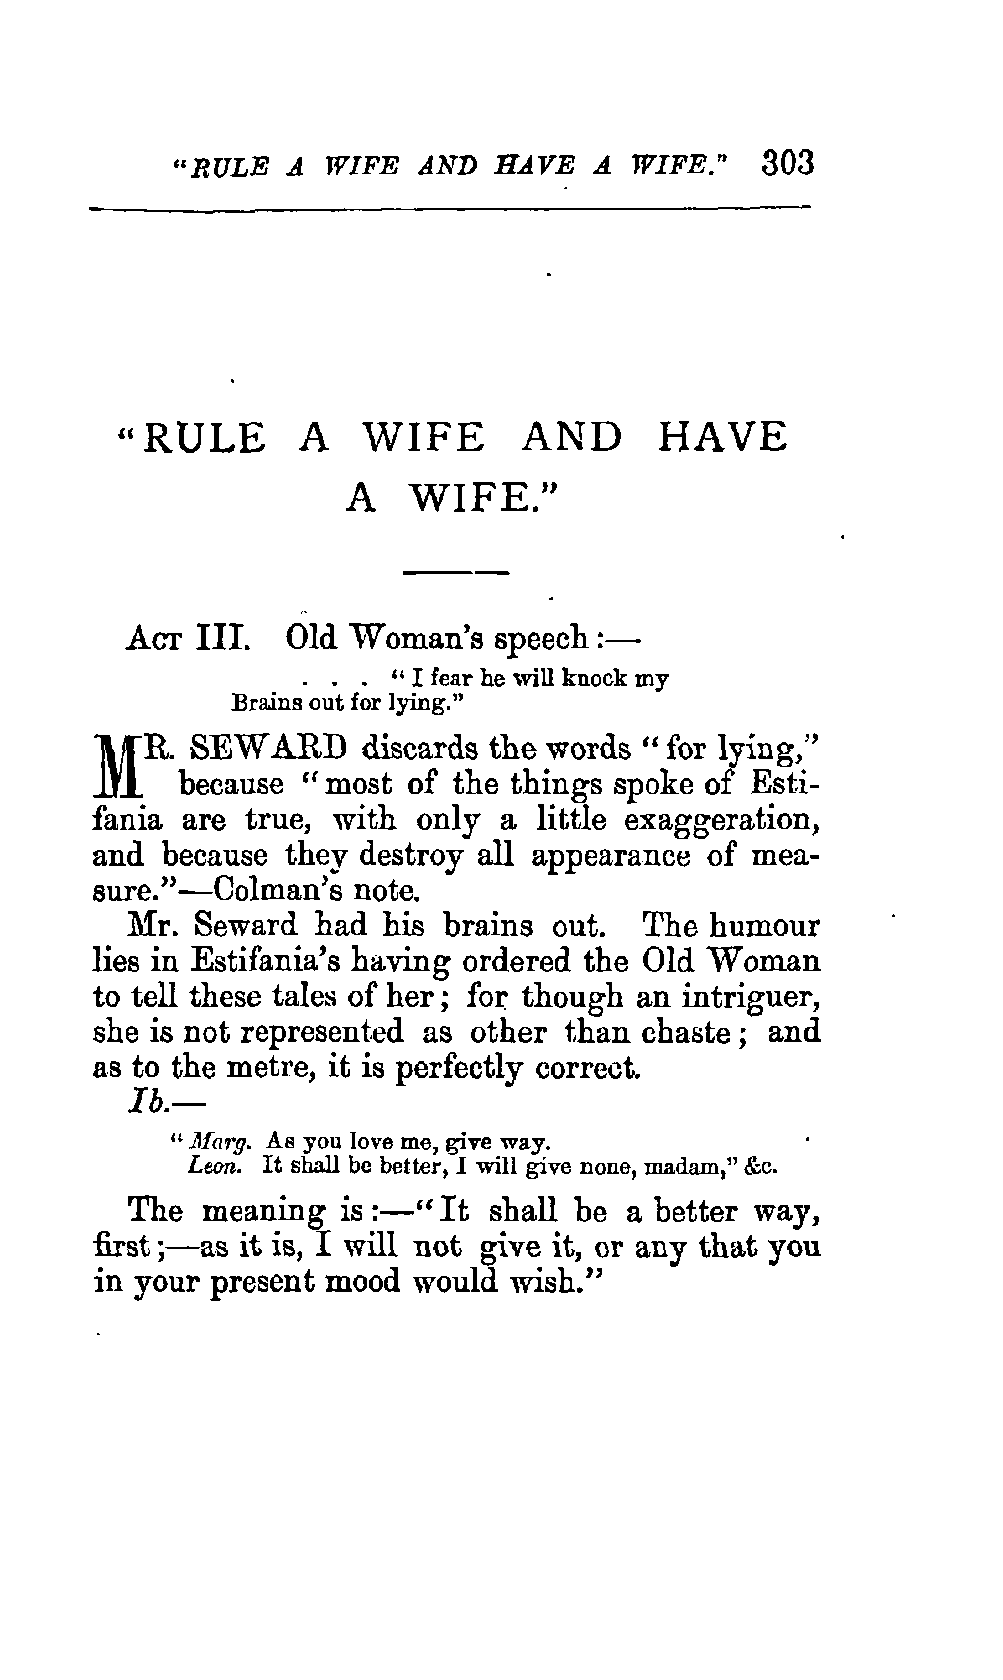 "RULE A WIFE AND HAVE A WIFE." 303
"RULE A WIFE AND HAVE
A WIFE."
ACT III. Old Woman's speech:—
. . . "I fear he will knock my
Brains out for lying."
MR. SEWARD discards the words "for lying,"
because "most of the things spoke of Esti-
fania are true, with only a little exaggeration,
and because they destroy all appearance of mea-
sure."—Colman's note.
Mr. Seward had his brains out. The humour
lies in Estifania's having ordered the Old Woman
to tell these tales of her; for though an intriguer,
she is not represented as other than chaste; and
as to the metre, it is perfectly correct.
Ib.—
"Marg. As you love me, give way.
Leon. It shall be better, I will give none, madam," &c.
The meaning is:—"It shall be a better way,
first;—as it is, I will not give it, or any that you
in your present mood would wish."